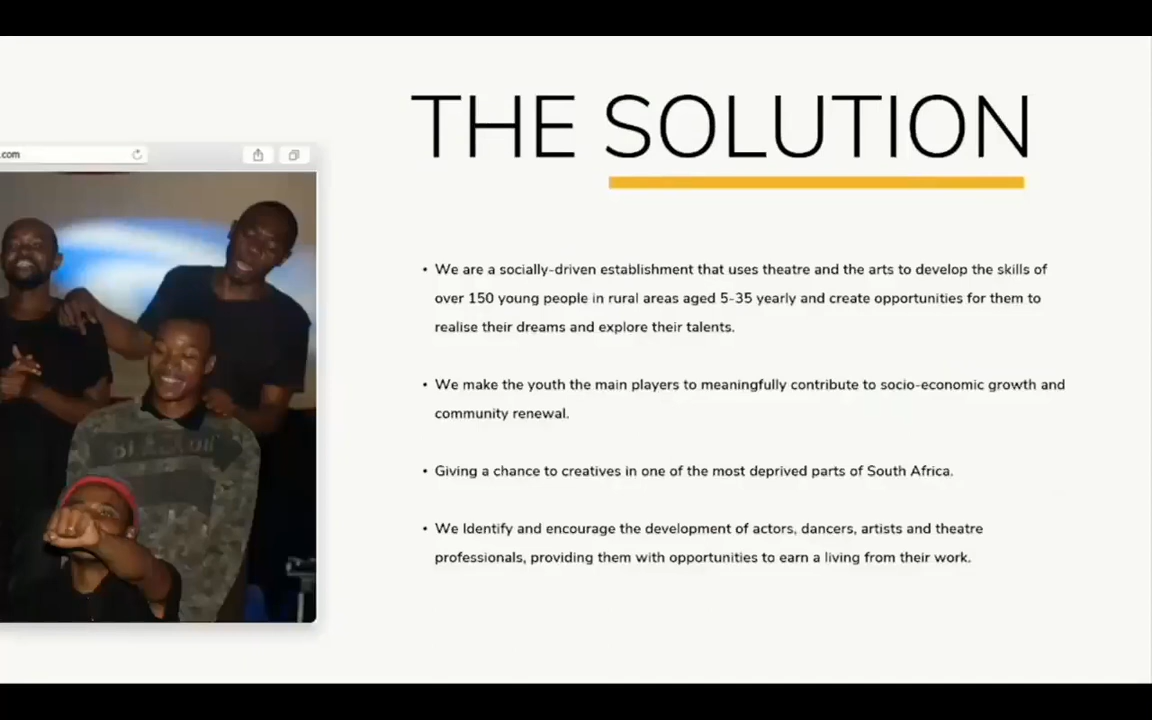 THE SOLUTION
.com
• We are a socially-driven establishment that uses theatre and the arts to develop the skills of
over 150 young people in rural areas aged 5-35 yearly and create opportunities for them to
realise their dreams and explore their talents.
• We make the youth the main players to meaningfully contribute to socio-economic growth and
community renewal.
• Giving a chance to creatives in one of the most deprived parts of South Africa.
• We Identify and encourage the development of actors, dancers, artists and theatre
professionals, providing them with opportunities to earn a living from their work.